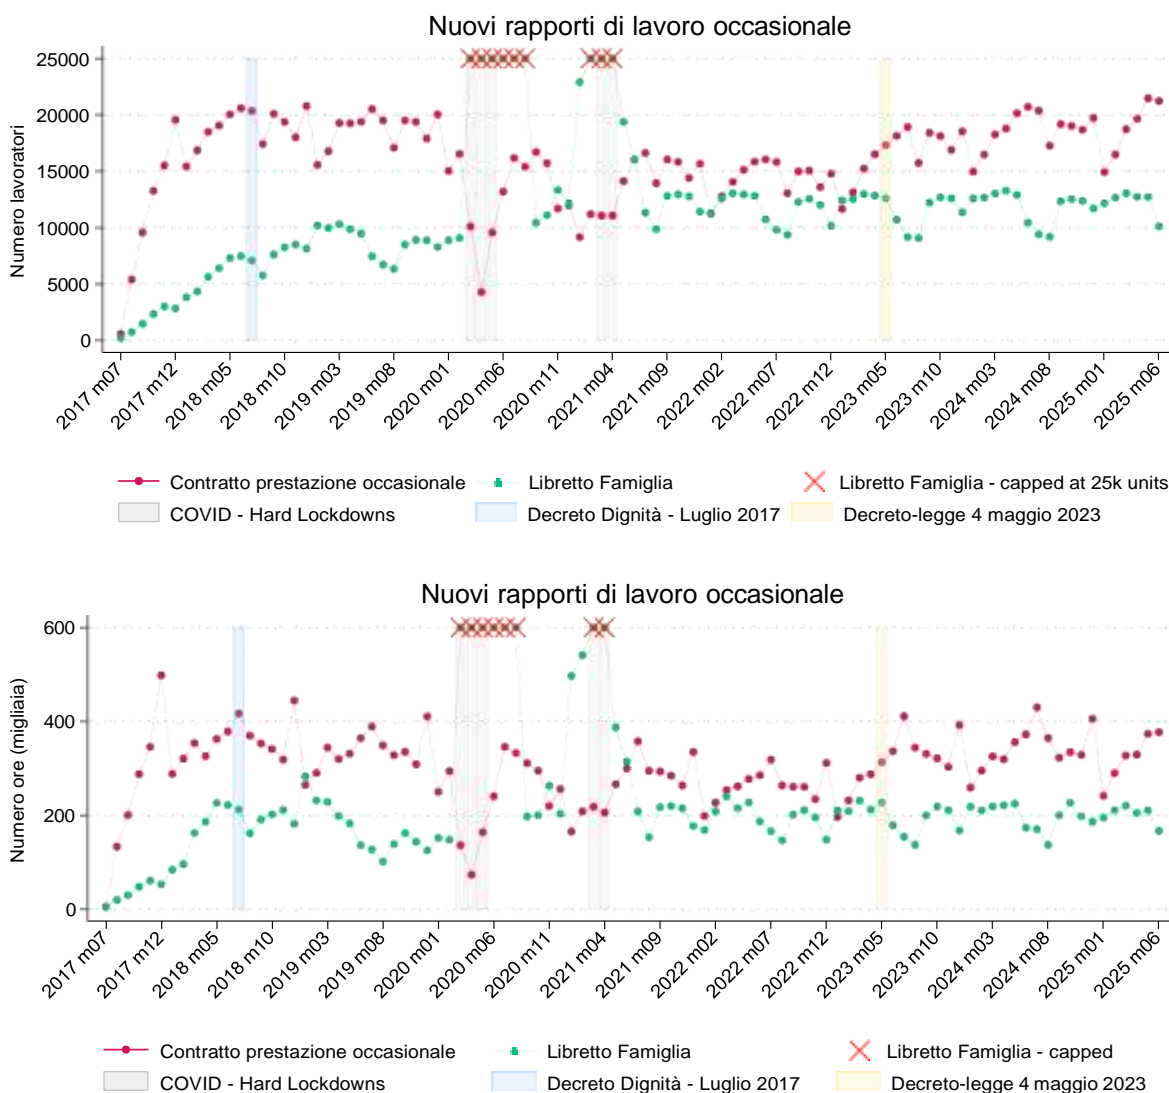 Nuovi rapporti di lavoro occasionale
Numero lavoratori
25000
20000
15000
10000
5000
0
2017 m07
2017 m12
2018 m05
2018 m10
2019 m03
2019 m08
2020 m01
2020 m06
2020 m11
2021 m04
2021 m09
2022 m02
2022 m07
2022 m12
2023 m05
2023 m10
2024 m03
2024 m08
2025 m01
2025 m06
Contratto prestazione occasionale
Libretto Famiglia
Libretto Famiglia - capped at 25k units
COVID - Hard Lockdowns
Decreto Dignità - Luglio 2017
Decreto-legge 4 maggio 2023
Nuovi rapporti di lavoro occasionale
Numero ore (migliaia)
600
400
200
0
2017 m07
2017 m12
2018 m05
2018 m10
2019 m03
2019 m08
2020 m01
2020 m06
2020 m11
2021 m04
2021 m09
2022 m02
2022 m07
2022 m12
2023 m05
2023 m10
2024 m03
2024 m08
2025 m01
2025 m06
Contratto prestazione occasionale
Libretto Famiglia
Libretto Famiglia - capped
COVID - Hard Lockdowns
Decreto Dignità - Luglio 2017
Decreto-legge 4 maggio 2023